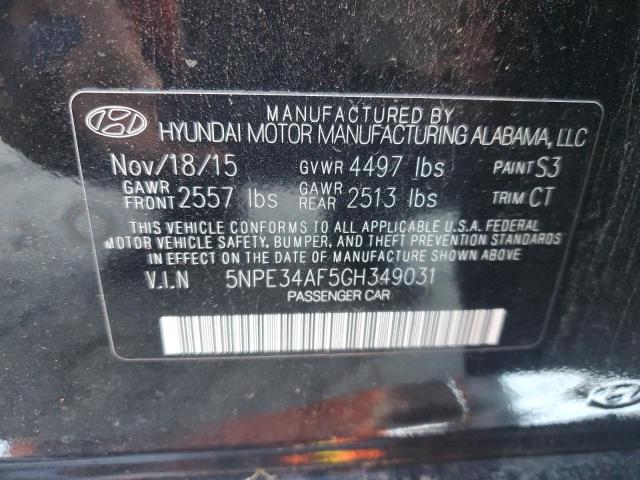 MANUFACTURED BY
HYUNDAI MOTOR MANUFACTURING ALABAMA, LLC
Nov/18/15 GVWR 4497 lbs PAINT S3
GAWR FRONT 2557 lbs GAWR REAR 2513 lbs TRIM CT
THIS VEHICLE CONFORMS TO ALL APPLICABLE U.S.A. FEDERAL
MOTOR VEHICLE SAFETY, BUMPER, AND THEFT PREVENTION STANDARDS
IN EFFECT ON THE DATE OF MANUFACTURE SHOWN ABOVE.
V.I.N 5NPE34AF5GH349031
PASSENGER CAR